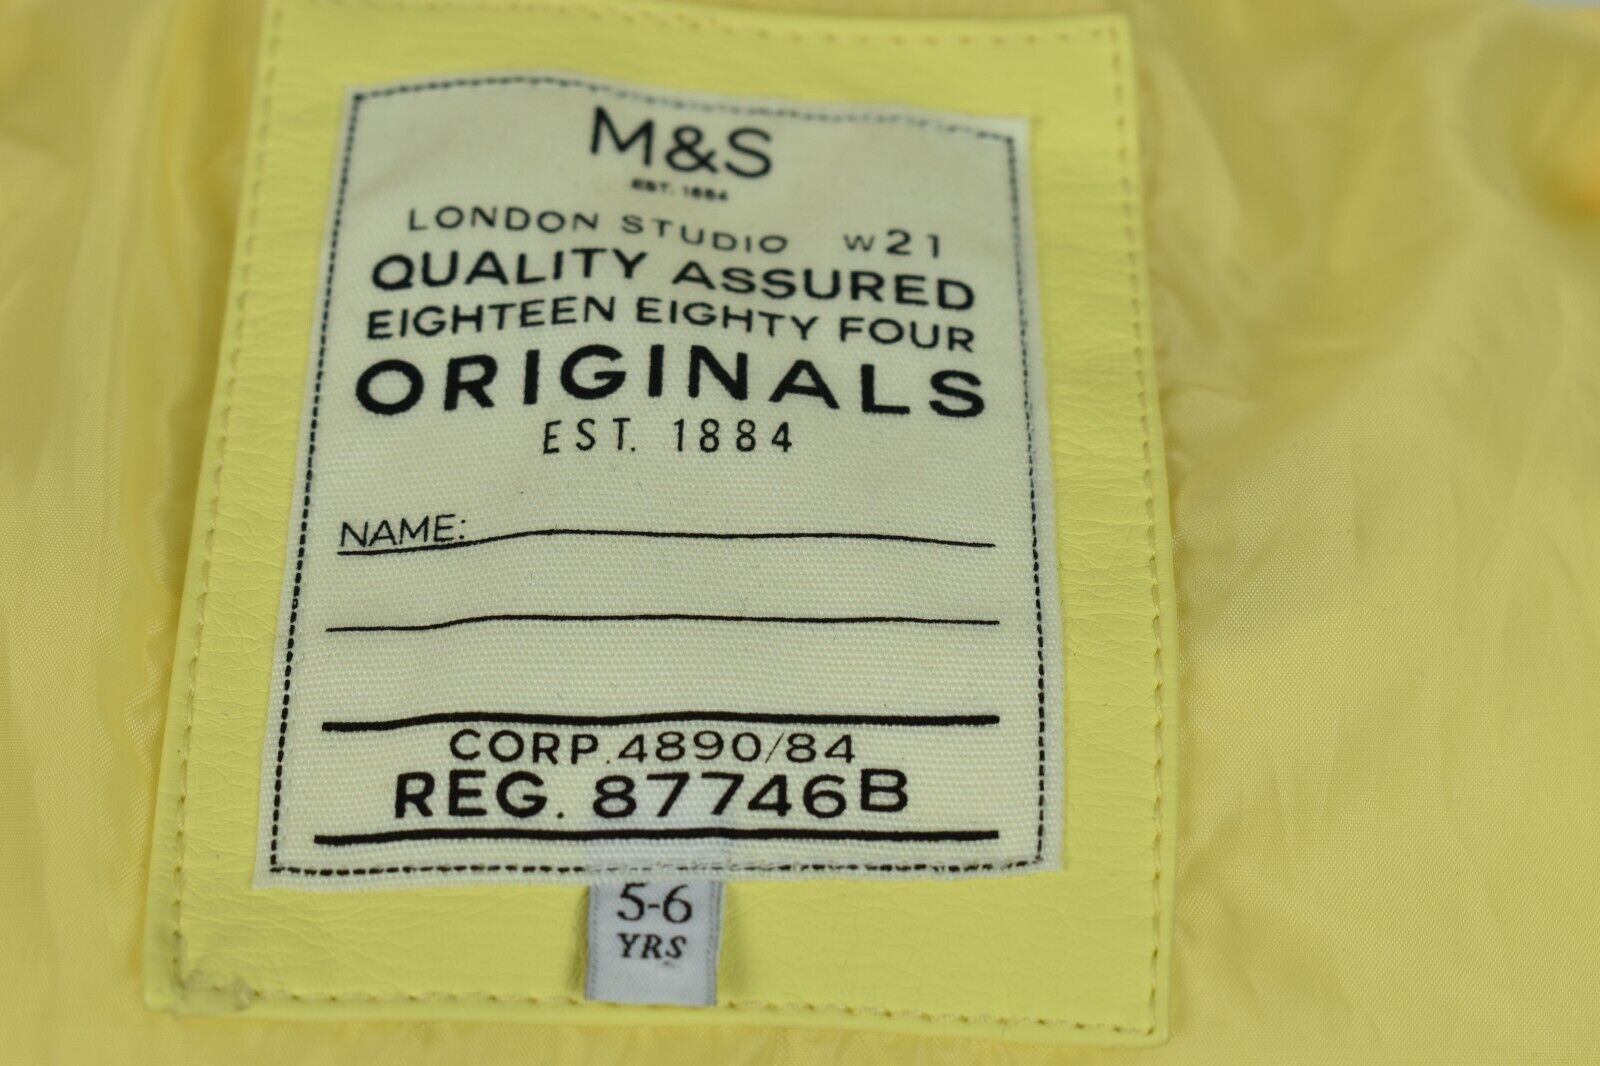 M&S
EST. 1884
LONDON STUDIO W21
QUALITY ASSURED
EIGHTEEN EIGHTY FOUR
ORIGINALS
EST. 1884
NAME:
CORP. 4890/84
REG. 87746B
5-6
YRS